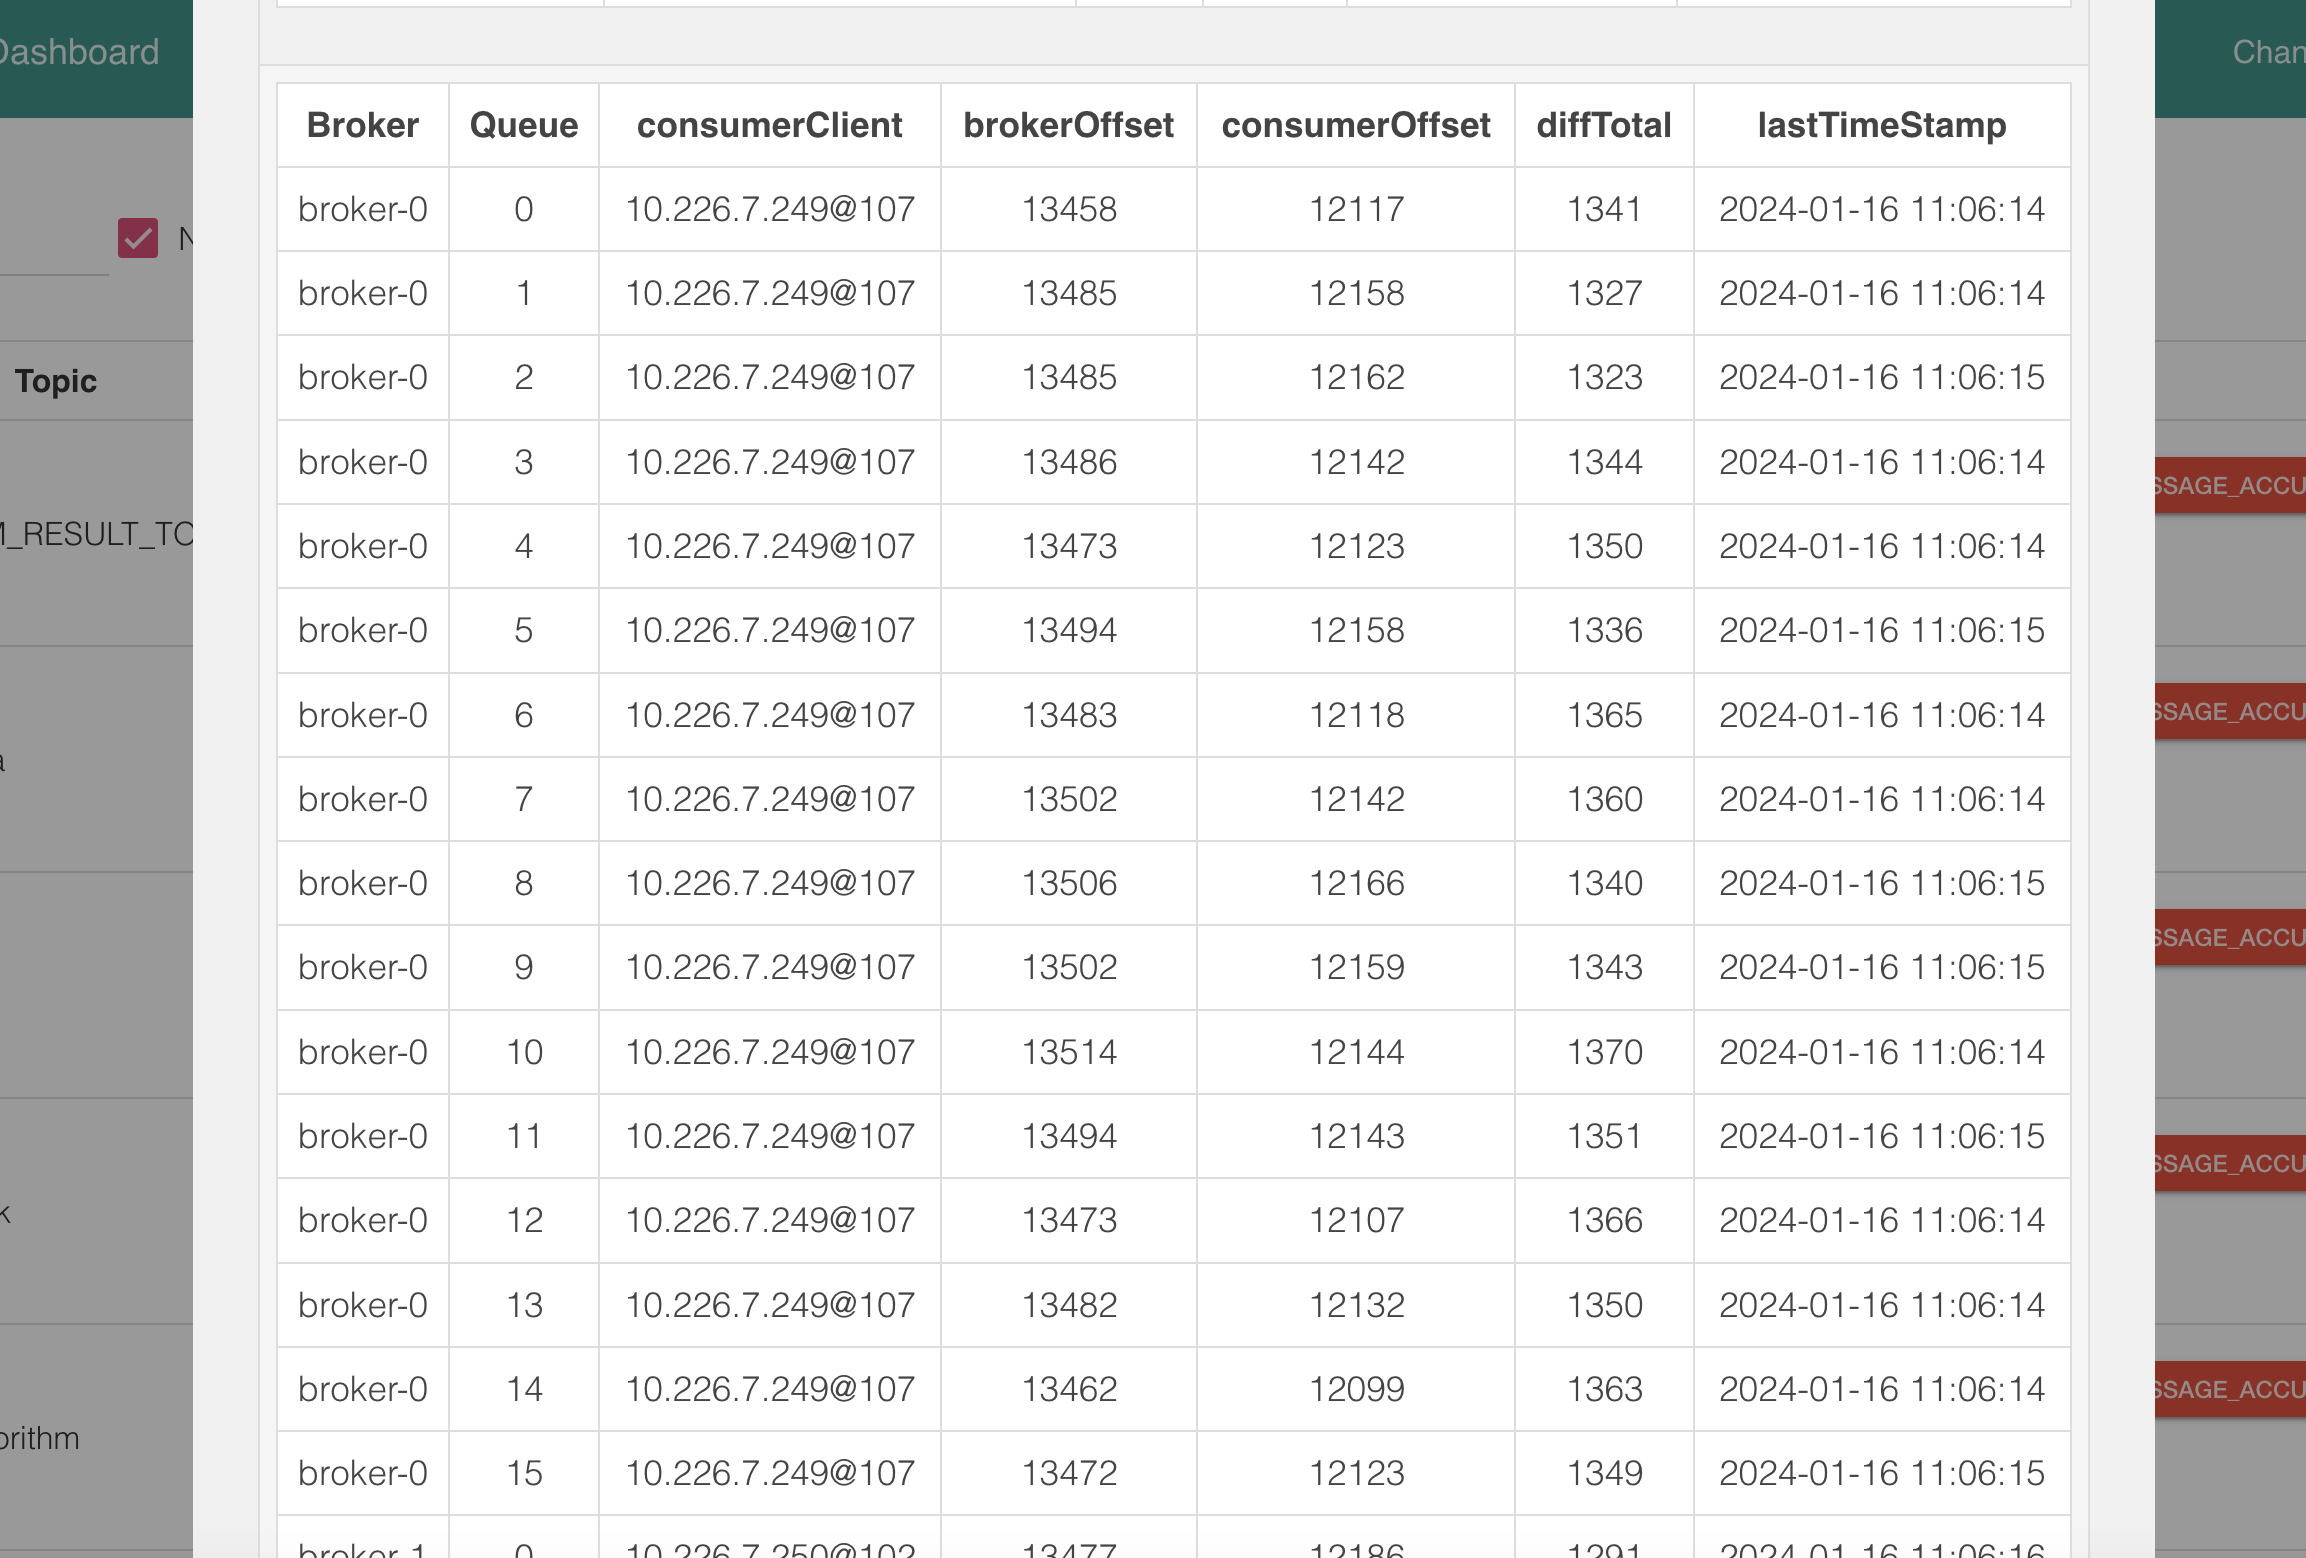 Dashboard
Chan
Topic
M_RESULT_TO
orithm
SSAGE_ACCU
SSAGE_ACCU
SSAGE_ACCU
SSAGE_ACCU
SSAGE_ACCU
Broker Queue consumerClient brokerOffset consumerOffset diffTotal lastTimeStamp
broker-0 0 10.226.7.249@107 13458 12117 1341 2024-01-16 11:06:14
broker-0 1 10.226.7.249@107 13485 12158 1327 2024-01-16 11:06:14
broker-0 2 10.226.7.249@107 13485 12162 1323 2024-01-16 11:06:15
broker-0 3 10.226.7.249@107 13486 12142 1344 2024-01-16 11:06:14
broker-0 4 10.226.7.249@107 13473 12123 1350 2024-01-16 11:06:14
broker-0 5 10.226.7.249@107 13494 12158 1336 2024-01-16 11:06:15
broker-0 6 10.226.7.249@107 13483 12118 1365 2024-01-16 11:06:14
broker-0 7 10.226.7.249@107 13502 12142 1360 2024-01-16 11:06:14
broker-0 8 10.226.7.249@107 13506 12166 1340 2024-01-16 11:06:15
broker-0 9 10.226.7.249@107 13502 12159 1343 2024-01-16 11:06:15
broker-0 10 10.226.7.249@107 13514 12144 1370 2024-01-16 11:06:14
broker-0 11 10.226.7.249@107 13494 12143 1351 2024-01-16 11:06:15
broker-0 12 10.226.7.249@107 13473 12107 1366 2024-01-16 11:06:14
broker-0 13 10.226.7.249@107 13482 12132 1350 2024-01-16 11:06:14
broker-0 14 10.226.7.249@107 13462 12099 1363 2024-01-16 11:06:14
broker-0 15 10.226.7.249@107 13472 12123 1349 2024-01-16 11:06:15
broker-1 0 10.226.7.250@102 13477 12186 1291 2024-01-16 11:06:16